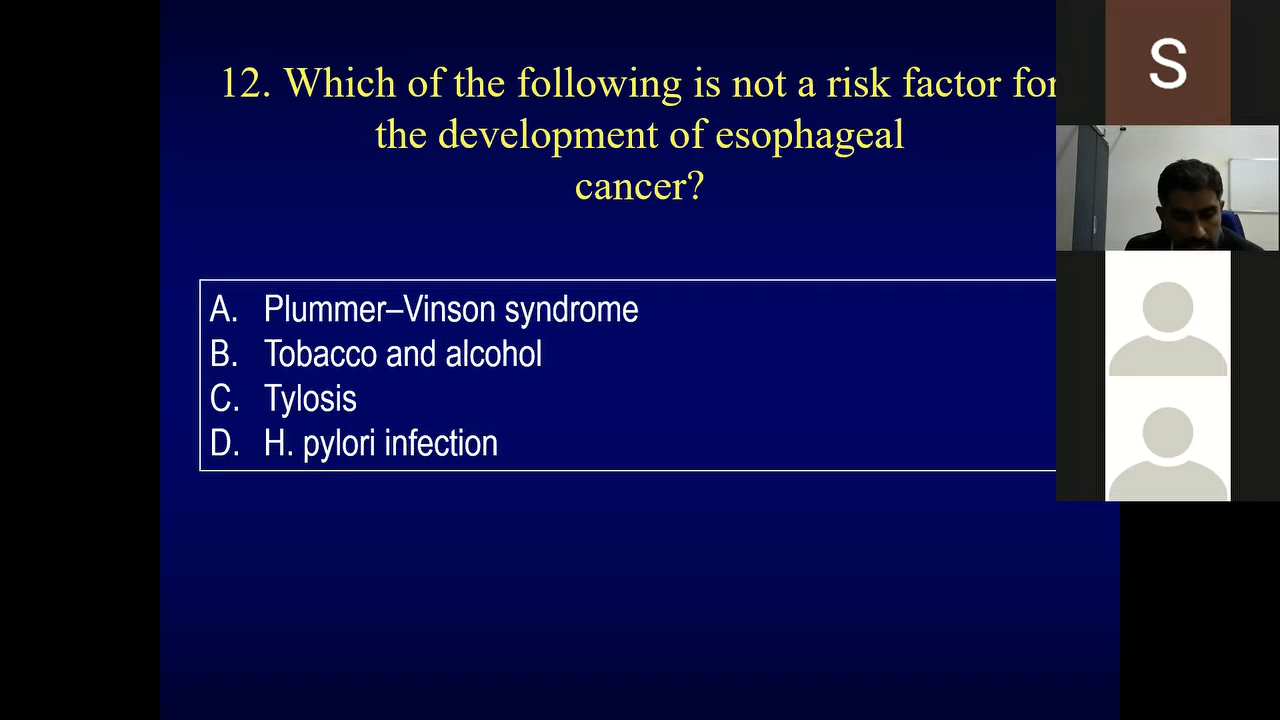 12. Which of the following is not a risk factor for
the development of esophageal
cancer?
A. Plummer–Vinson syndrome
B. Tobacco and alcohol
C. Tylosis
D. H. pylori infection
S